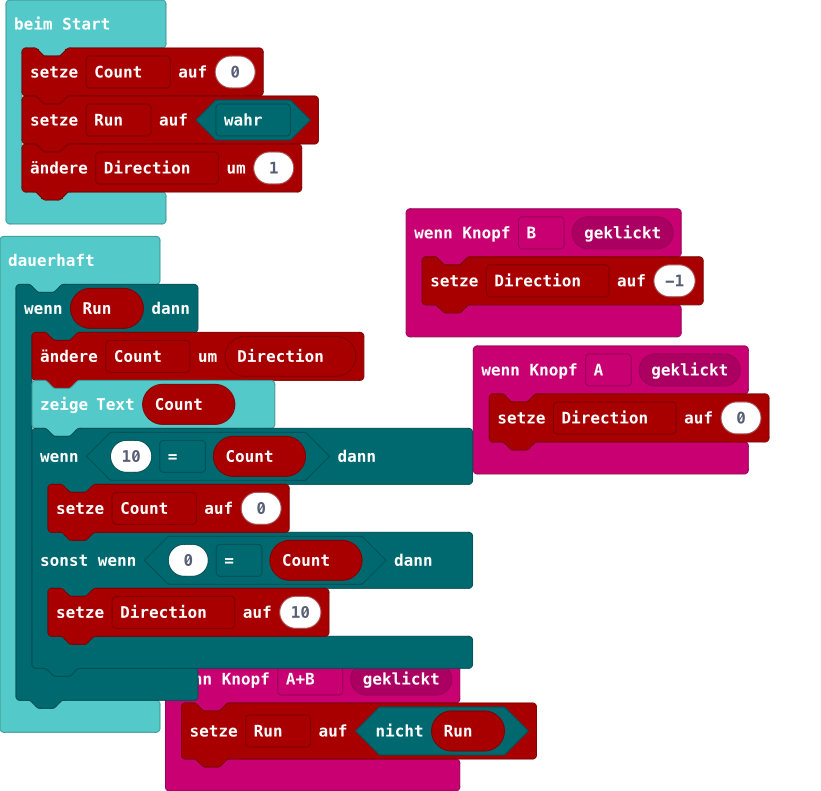 beim Start
setze Count auf 0
setze Run auf wahr
ändere Direction um 1
wenn Knopf B geklickt
setze Direction auf -1
dauerhaft
wenn Run dann
ändere Count um Direction
zeige Text Count
wenn 10 = Count dann
setze Count auf 0
sonst wenn 0 = Count dann
setze Direction auf 10
wenn Knopf A geklickt
setze Direction auf 0
nn Knopf A+B geklickt
setze Run auf nicht Run